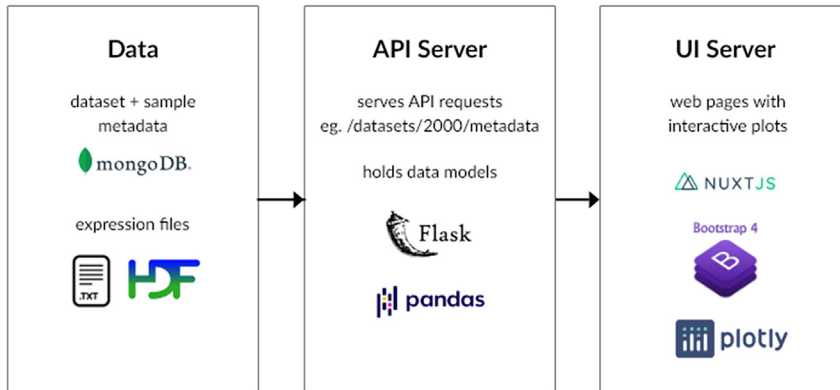 Data
dataset + sample
metadata
mongoDB.
expression files
.TXT
HDF
API Server
serves API requests
eg. /datasets/2000/metadata
holds data models
Flask
pandas
UI Server
web pages with
interactive plots
NUXTJS
Bootstrap 4
B
plotly